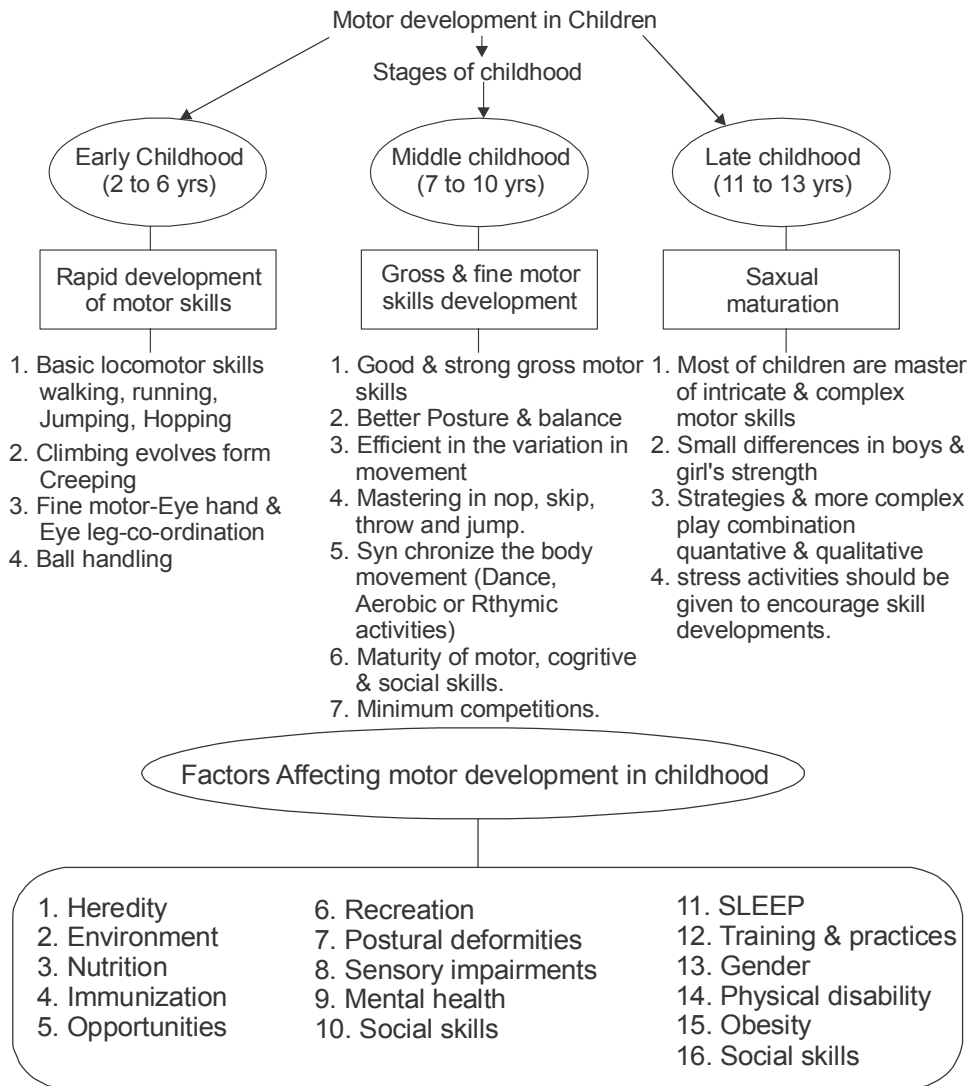 Motor development in Children
Stages of childhood
Early Childhood
(2 to 6 yrs)
Rapid development
of motor skills
1. Basic locomotor skills
walking, running,
Jumping, Hopping
2. Climbing evolves form
Creeping
3. Fine motor-Eye hand &
Eye leg-co-ordination
4. Ball handling
Middle childhood
(7 to 10 yrs)
Gross & fine motor
skills development
1. Good & strong gross motor
skills
2. Better Posture & balance
3. Efficient in the variation in
movement
4. Mastering in nop, skip,
throw and jump.
5. Syn chronize the body
movement (Dance,
Aerobic or Rthymic
activities)
6. Maturity of motor, cogritive
& social skills.
7. Minimum competitions.
Late childhood
(11 to 13 yrs)
Saxual
maturation
1. Most of children are master
of intricate & complex
motor skills
2. Small differences in boys &
girl's strength
3. Strategies & more complex
play combination
quantative & qualitative
4. stress activities should be
given to encourage skill
developments.
Factors Affecting motor development in childhood
1. Heredity
2. Environment
3. Nutrition
4. Immunization
5. Opportunities
6. Recreation
7. Postural deformities
8. Sensory impairments
9. Mental health
10. Social skills
11. SLEEP
12. Training & practices
13. Gender
14. Physical disability
15. Obesity
16. Social skills